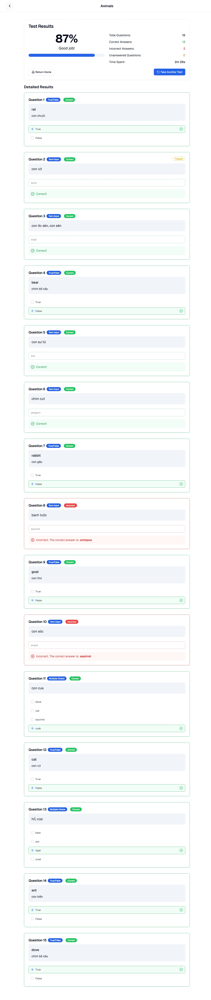 Animals
Test Results
87%
Good job!
Total Questions: 15
Correct Answers: 13
Incorrect Answers: 2
Unanswered Questions: 0
Time Spent: 2m 26s
Return Home
Take Another Test
Detailed Results
Question 1 True/False Correct
rat
con chuột
True
False
Question 2 Term Input Correct Flagged
con vịt
duck
Correct!
Question 3 Term Input Correct
con ốc sên, con sên
snail
Correct!
Question 4 True/False Correct
bear
chim bồ câu
True
False
Question 5 Term Input Correct
con sư tử
lion
Correct!
Question 6 Term Input Correct
chim cụt
penguin
Correct!
Question 7 True/False Correct
rabbit
con gấu
True
False
Question 8 Term Input Incorrect
bạch tuộc
squirrel
Incorrect. The correct answer is: octopus
Question 9 True/False Correct
goat
con thỏ
True
False
Question 10 Term Input Incorrect
con sóc
snack
Incorrect. The correct answer is: squirrel
Question 11 Multiple Choice Correct
con cua
dove
cat
squirrel
crab
Question 12 True/False Correct
cat
con vịt
True
False
Question 13 Multiple Choice Correct
hổ, cọp
bear
ant
tiger
snail
Question 14 True/False Correct
ant
con kiến
True
False
Question 15 True/False Correct
dove
chim bồ câu
True
False